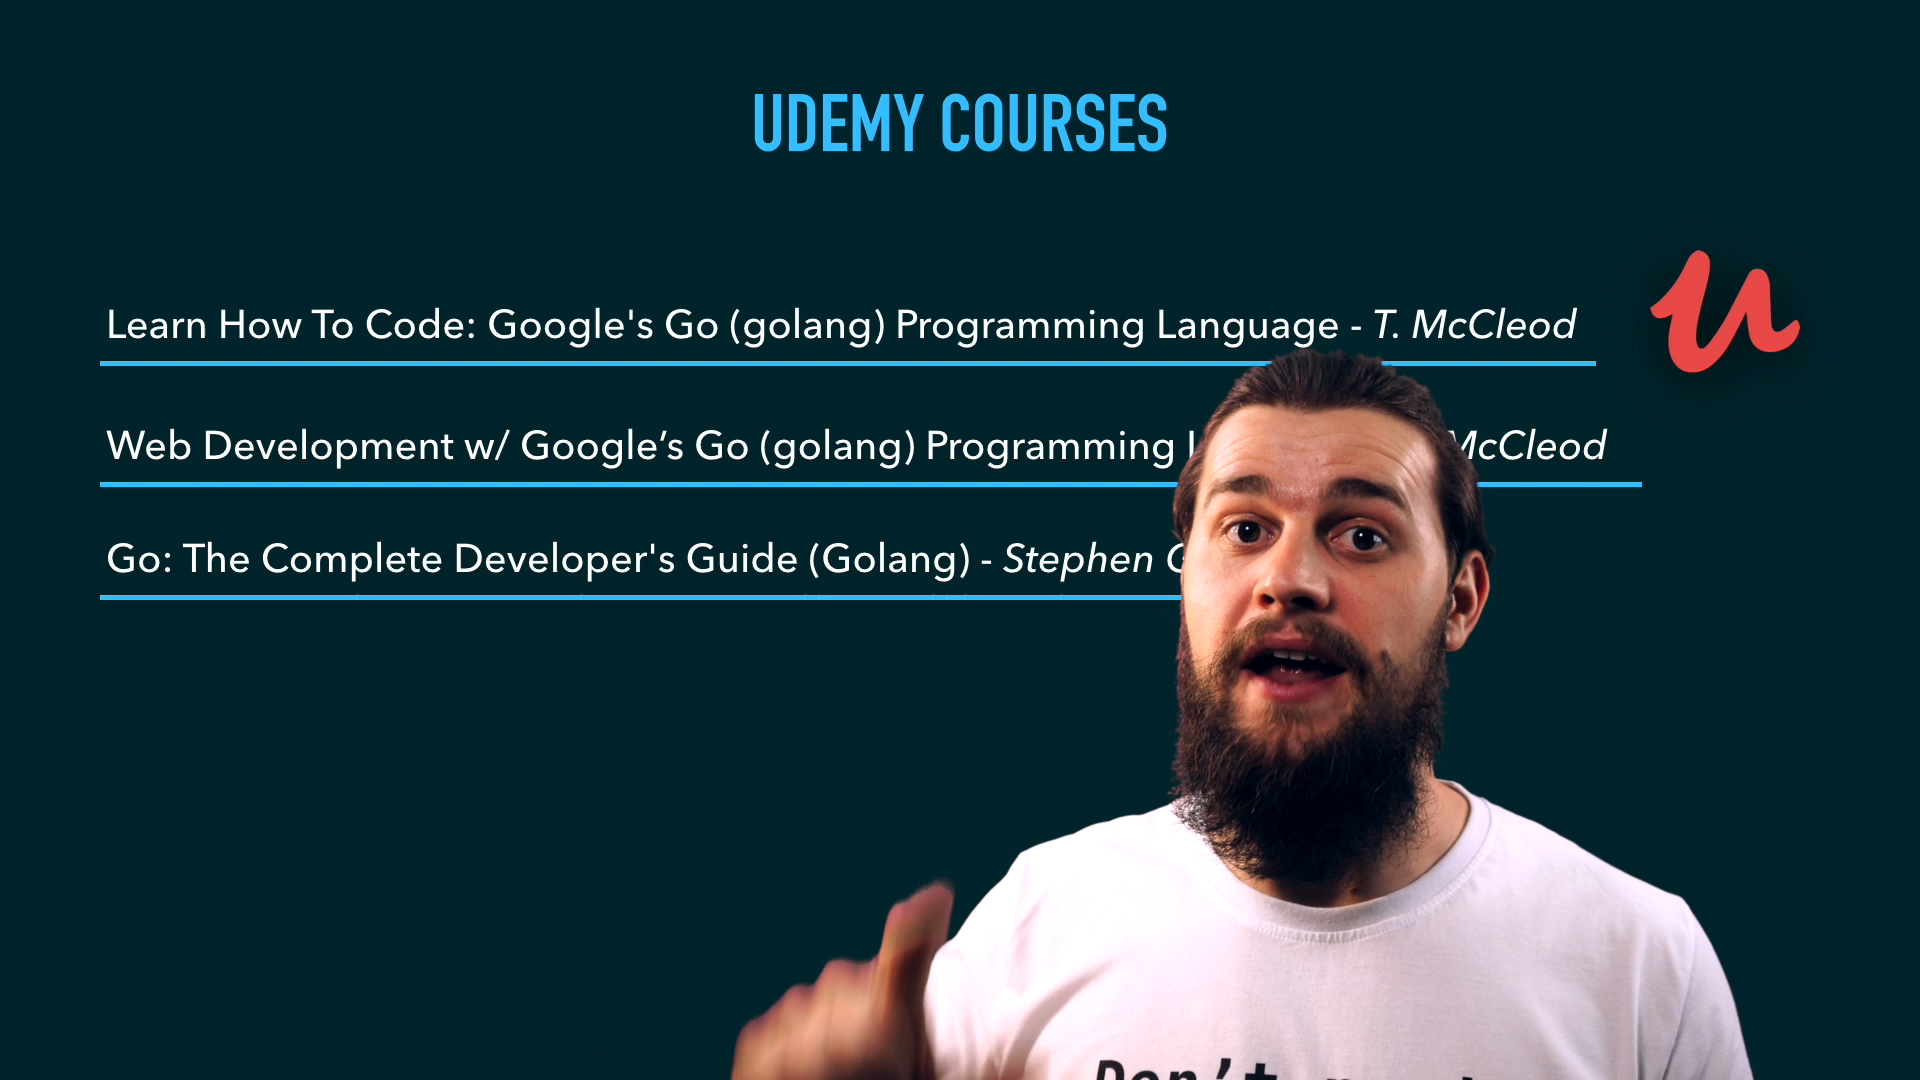 UDEMY COURSES
Learn How To Code: Google's Go (golang) Programming Language - T. McCleod
Web Development w/ Google’s Go (golang) Programming McCleod
Go: The Complete Developer's Guide (Golang) - Stephen
Don't